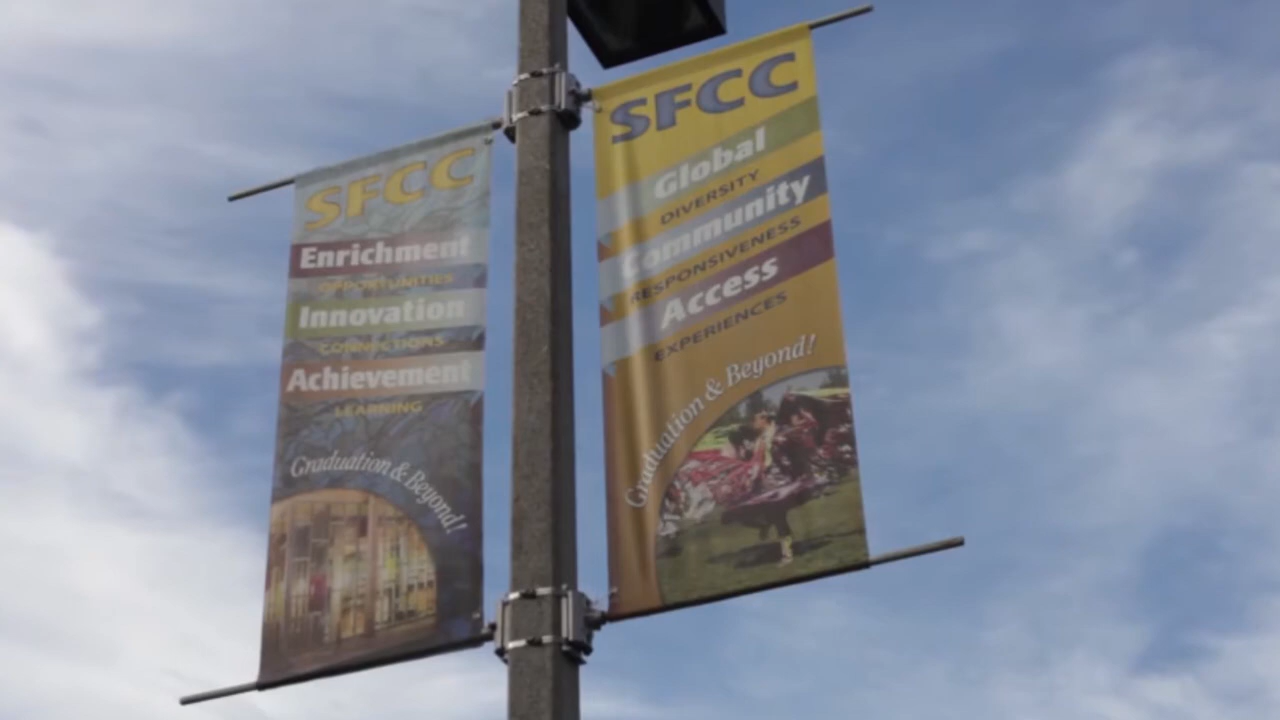 SFCC
Enrichment
OPPORTUNITIES
Innovation
CONNECTIONS
Achievement
LEARNING
Graduation & Beyond!
SFCC
Global
DIVERSITY
Community
RESPONSIVENESS
Access
EXPERIENCES
Graduation & Beyond!